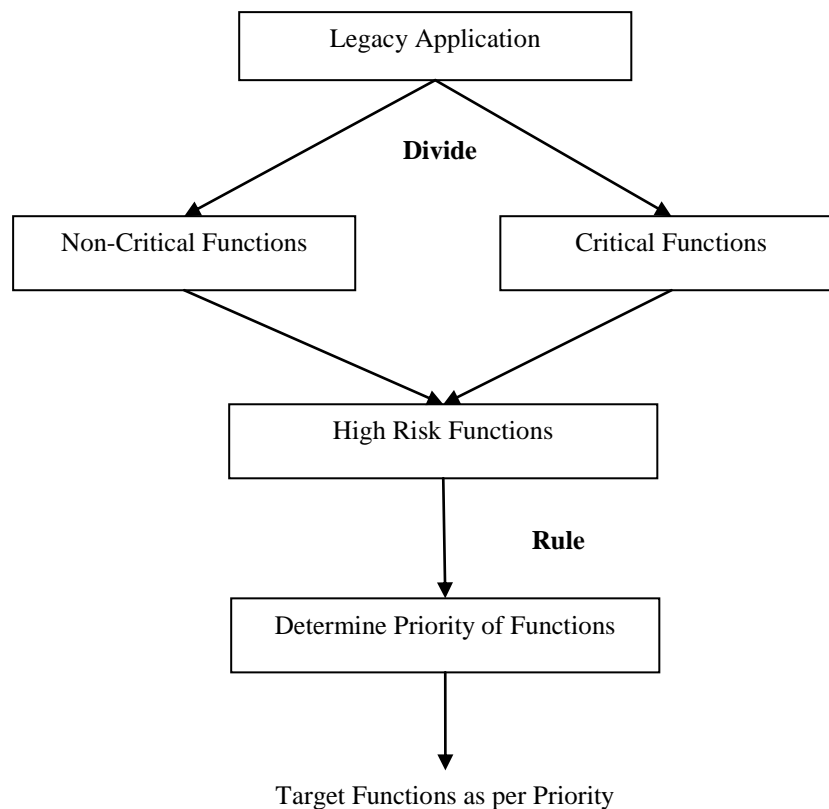 Legacy Application
Divide
Non-Critical Functions
Critical Functions
High Risk Functions
Rule
Determine Priority of Functions
Target Functions as per Priority